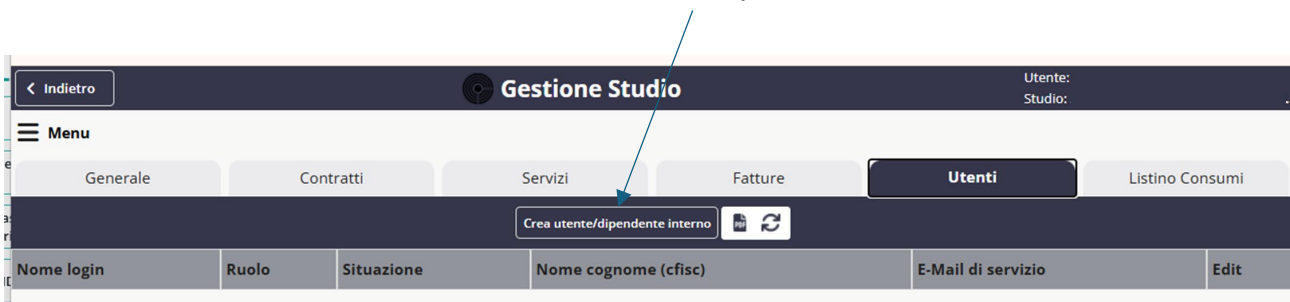 Indietro
Gestione Studio
Utente:
Studio:
Menu
Generale
Contratti
Servizi
Fatture
Utenti
Listino Consumi
Crea utente/dipendente interno
PDF
Nome login
Ruolo
Situazione
Nome cognome (cfisc)
E-Mail di servizio
Edit